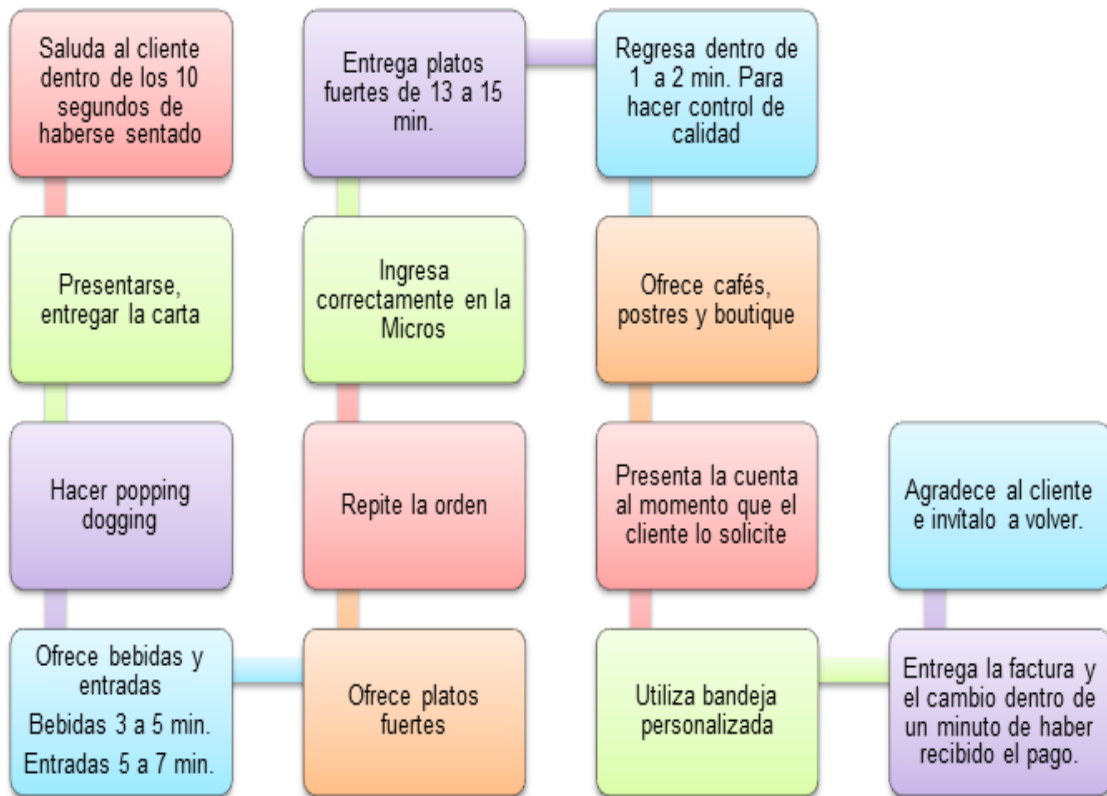 Saluda al cliente
dentro de los 10
segundos de
haberse sentado
Presentarse,
entregar la carta
Hacer popping
dogging
Ofrece bebidas y
entradas
Bebidas 3 a 5 min.
Entradas 5 a 7 min.
Ofrece platos
fuertes
Repite la orden
Ingresa
correctamente en la
Micros
Entrega platos
fuertes de 13 a 15
min.
Regresa dentro de
1 a 2 min. Para
hacer control de
calidad
Ofrece cafés,
postres y boutique
Presenta la cuenta
al momento que el
cliente lo solicite
Utiliza bandeja
personalizada
Entrega la factura y
el cambio dentro de
un minuto de haber
recibido el pago.
Agradece al cliente
e invítalo a volver.